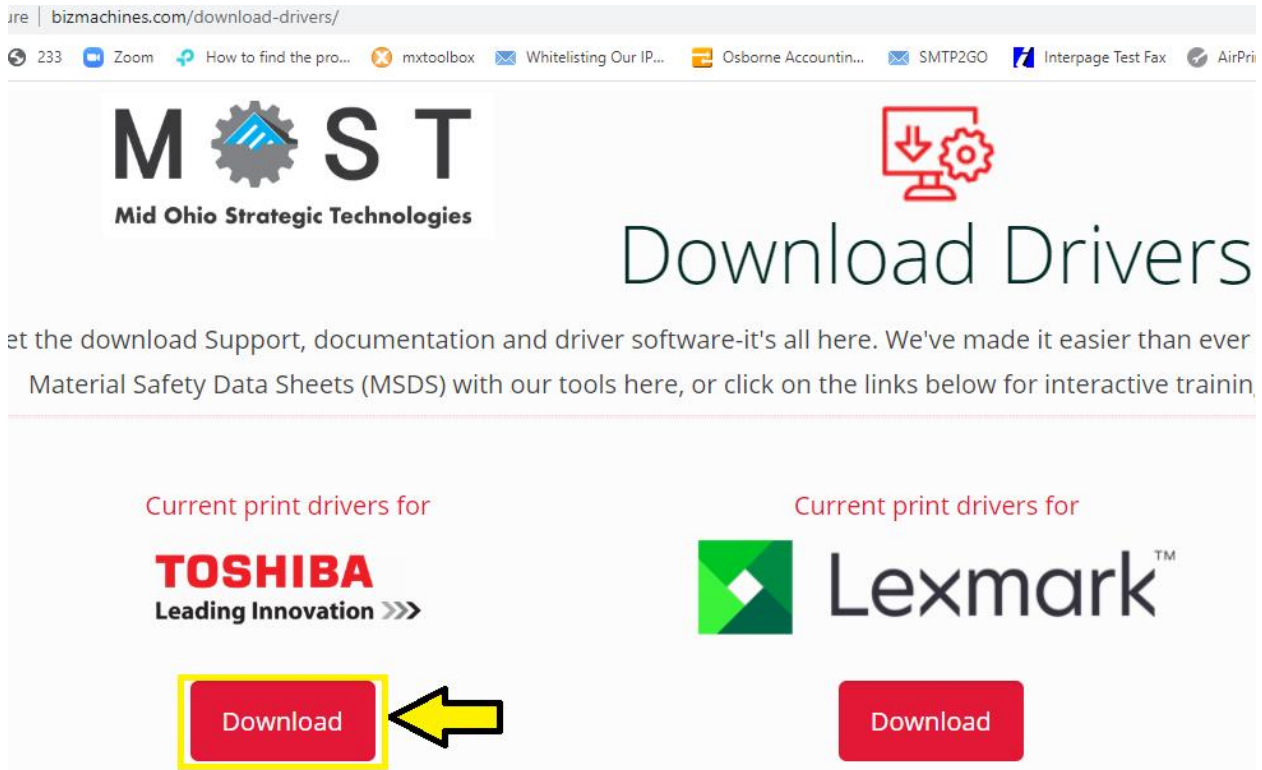 ure | bizmachines.com/download-drivers/
233 Zoom How to find the pro... mxtoolbox Whitelisting Our IP... Osborne Accountin... SMTP2GO Interpage Test Fax AirPri
M S T
Mid Ohio Strategic Technologies
Download Drivers
et the download Support, documentation and driver software-it's all here. We've made it easier than ever
Material Safety Data Sheets (MSDS) with our tools here, or click on the links below for interactive trainin
Current print drivers for
Current print drivers for
TOSHIBA
Leading Innovation >>>
Lexmark™
Download
Download